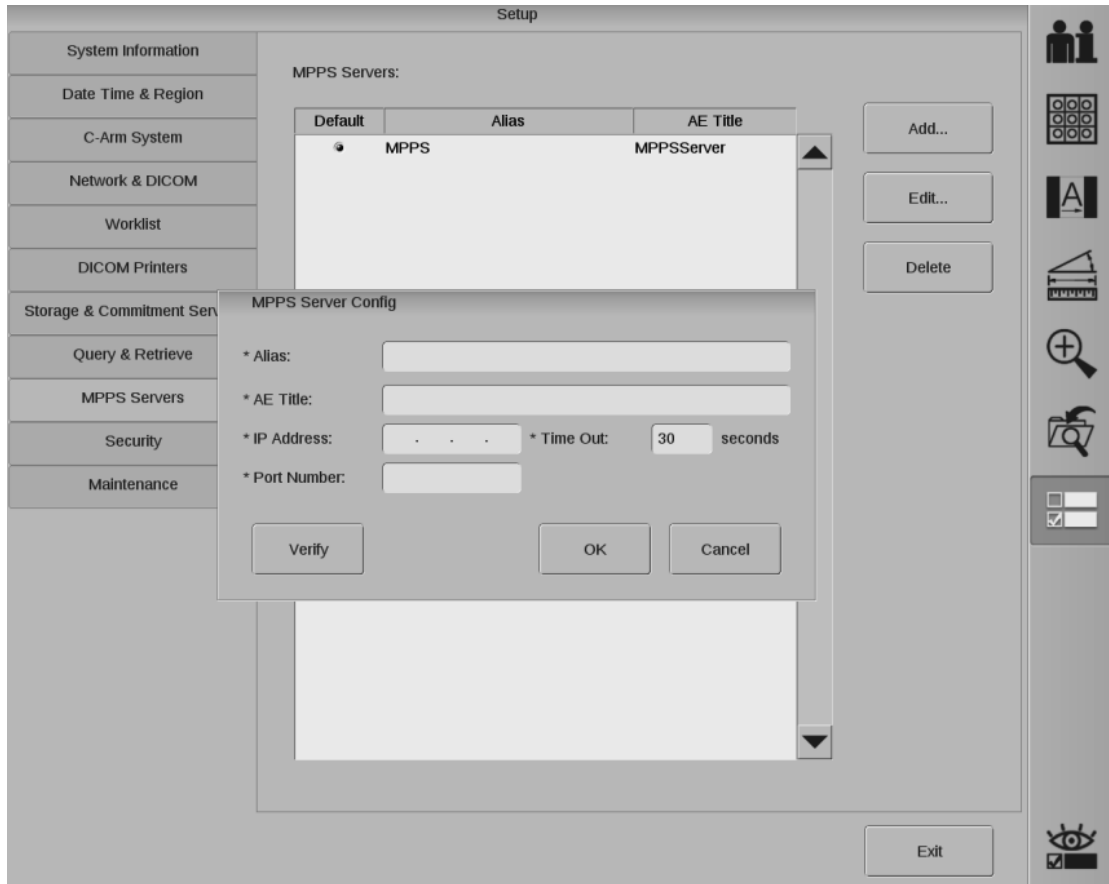 Setup
System Information
Date Time & Region
C-Arm System
Network & DICOM
Worklist
DICOM Printers
Storage & Commitment Serv
Query & Retrieve
MPPS Servers
Security
Maintenance
MPPS Servers:
Default Alias AE Title
MPPS MPPSServer
Add...
Edit...
Delete
MPPS Server Config
* Alias:
* AE Title:
* IP Address: . . . * Time Out: 30 seconds
* Port Number:
Verify OK Cancel
Exit
A